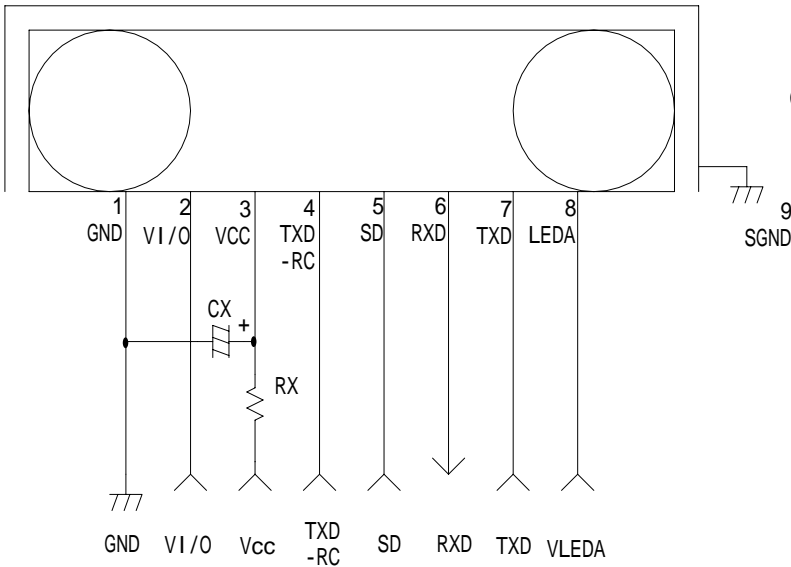 1 2 3 4 5 6 7 8 9
GND VI/O VCC TXD SD RXD TXD LEDA SGND
-RC
CX +
RX
GND VI/O Vcc TXD SD RXD TXD VLEDA
-RC